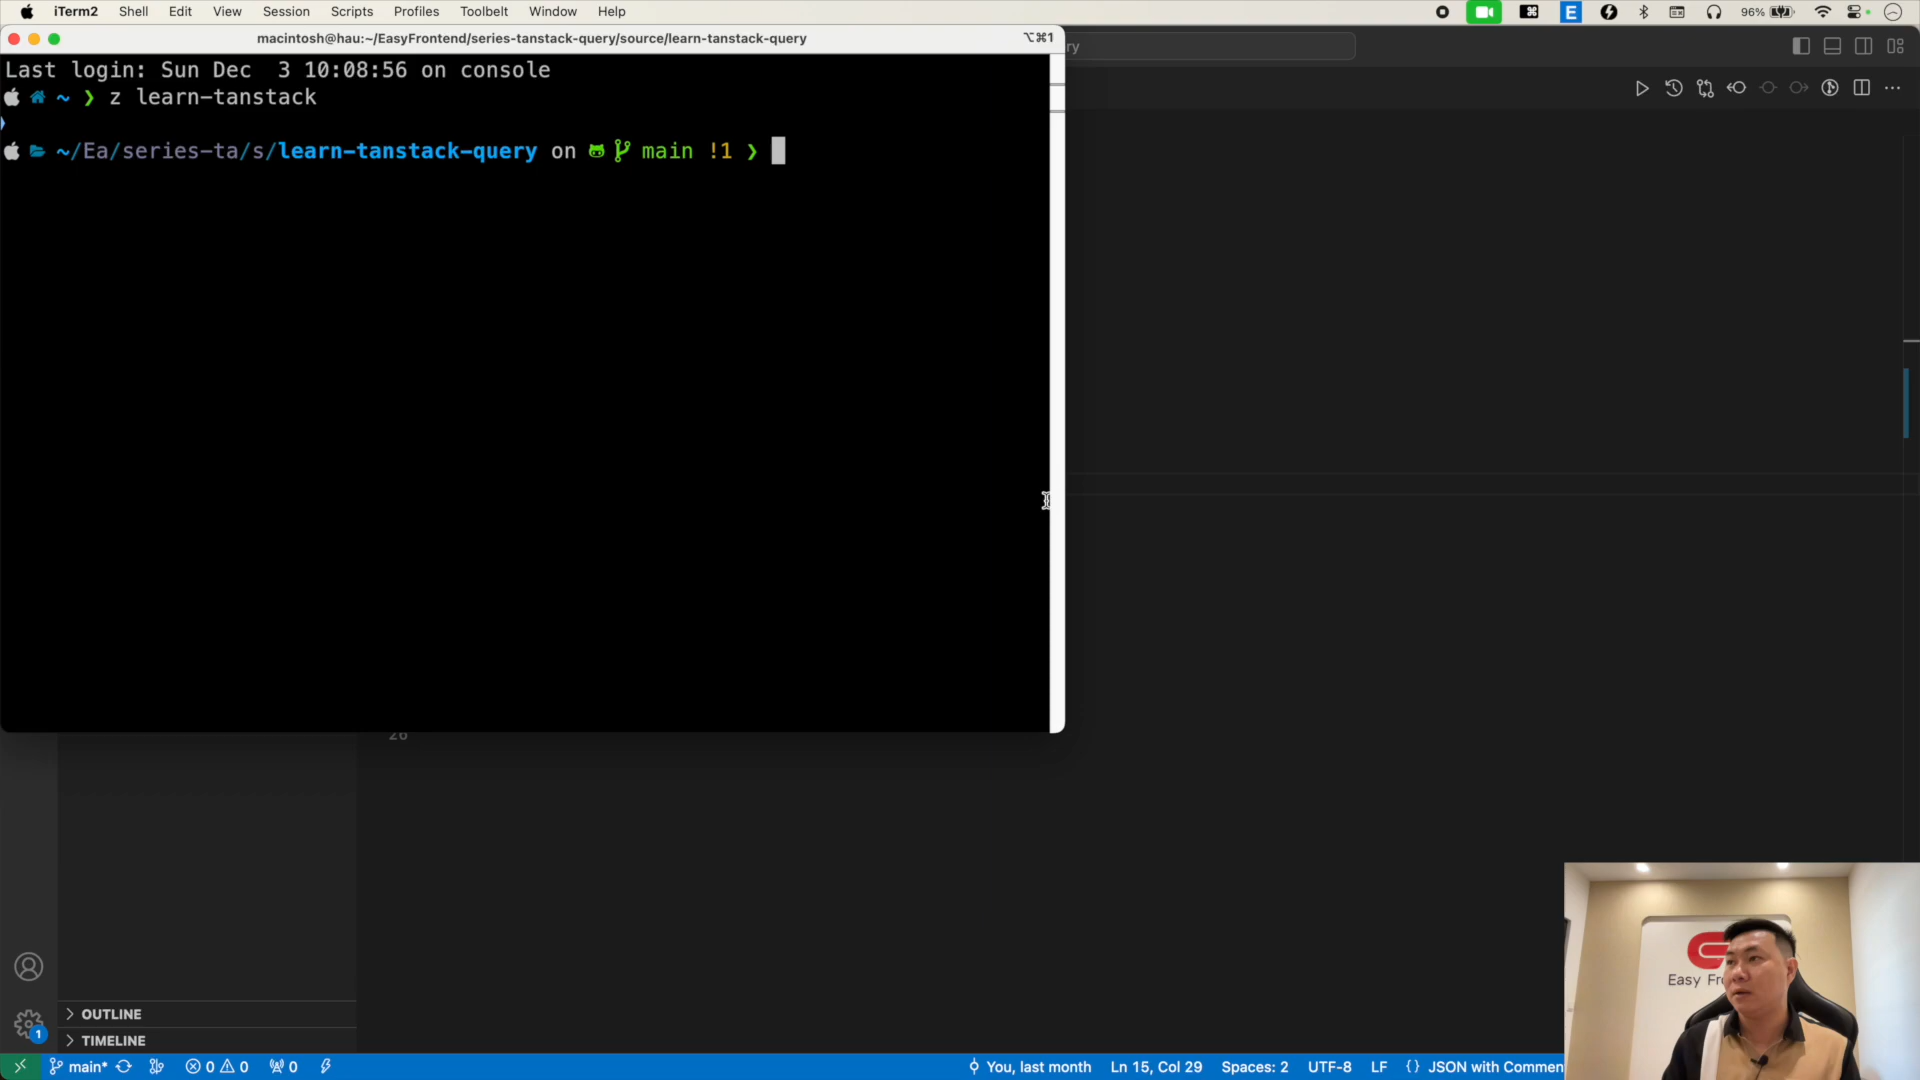 iTerm2 Shell Edit View Session Scripts Profiles Toolbelt Window Help
E 96%
macintosh@hau:~/EasyFrontend/series-tanstack-query/source/learn-tanstack-query
⌥⌘1
ry
Last login: Sun Dec  3 10:08:56 on console
~ ❯ z learn-tanstack
~/Ea/series-ta/s/learn-tanstack-query on main !1 ❯
26
OUTLINE
TIMELINE
1
main* 0 0 0
You, last month Ln 15, Col 29 Spaces: 2 UTF-8 LF {} JSON with Commen
Easy Fr